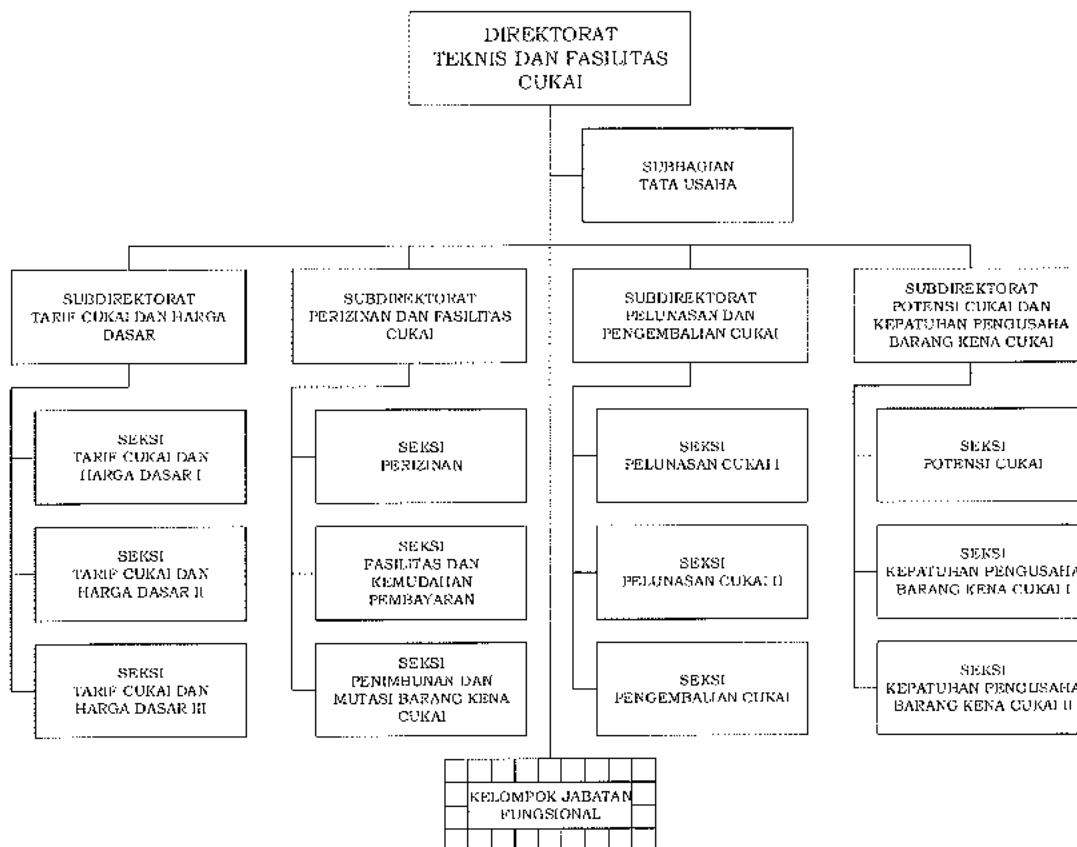 DIREKTORAT
TEKNIS DAN FASILITAS
CUKAI
SUBBAGIAN
TATA USAHA
SUBDIREKTORAT
TARIF CUKAI DAN HARGA
DASAR
SUBDIREKTORAT
PERIZINAN DAN FASILITAS
CUKAI
SUBDIREKTORAT
PELUNASAN DAN
PENGEMBALIAN CUKAI
SUBDIREKTORAT
POTENSI CUKAI DAN
KEPATUHAN PENGUSAHA
BARANG KENA CUKAI
SEKSI
TARIF CUKAI DAN
HARGA DASAR I
SEKSI
PERIZINAN
SEKSI
PELUNASAN CUKAI I
SEKSI
POTENSI CUKAI
SEKSI
TARIF CUKAI DAN
HARGA DASAR II
SEKSI
FASILITAS DAN
KEMUDAHAN
PEMBAYARAN
SEKSI
PELUNASAN CUKAI II
SEKSI
KEPATUHAN PENGUSAHA
BARANG KENA CUKAI I
SEKSI
TARIF CUKAI DAN
HARGA DASAR III
SEKSI
PENIMBUNAN DAN
MUTASI BARANG KENA
CUKAI
SEKSI
PENGEMBALIAN CUKAI
SEKSI
KEPATUHAN PENGUSAHA
BARANG KENA CUKAI II
KELOMPOK JABATAN
FUNGSIONAL